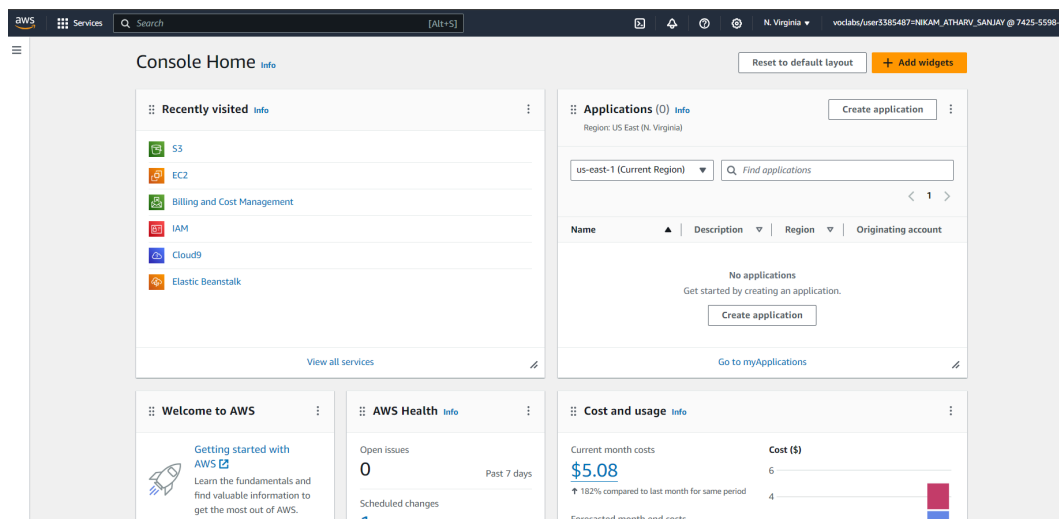 aws Services Search [Alt+S] N. Virginia ▼ voclabs/user3385487=NIKAM_ATHARV_SANJAY @ 7425-5598-
Console Home Info
Reset to default layout
+ Add widgets
Recently visited Info
S3
EC2
Billing and Cost Management
IAM
Cloud9
Elastic Beanstalk
View all services
Applications (0) Info
Region: US East (N. Virginia)
Create application
us-east-1 (Current Region)
Find applications
1
Name Description Region Originating account
No applications
Get started by creating an application.
Create application
Go to myApplications
Welcome to AWS
Getting started with
AWS
Learn the fundamentals and
find valuable information to
get the most out of AWS.
AWS Health Info
Open issues
0 Past 7 days
Scheduled changes
Cost and usage Info
Current month costs
$5.08
↑ 182% compared to last month for same period
Forecasted month end costs
Cost ($)
6
4